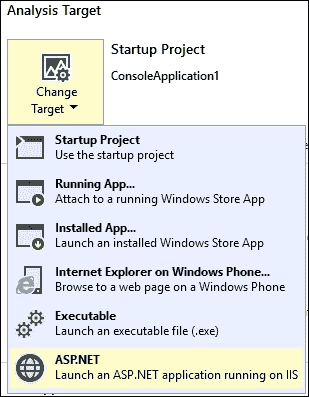 Analysis Target
Change
Target
Startup Project
ConsoleApplication1
Startup Project
Use the startup project
Running App...
Attach to a running Windows Store App
Installed App...
Launch an installed Windows Store App
Internet Explorer on Windows Phone...
Browse to a web page on a Windows Phone
Executable
Launch an executable file (.exe)
ASP.NET
Launch an ASP.NET application running on IIS